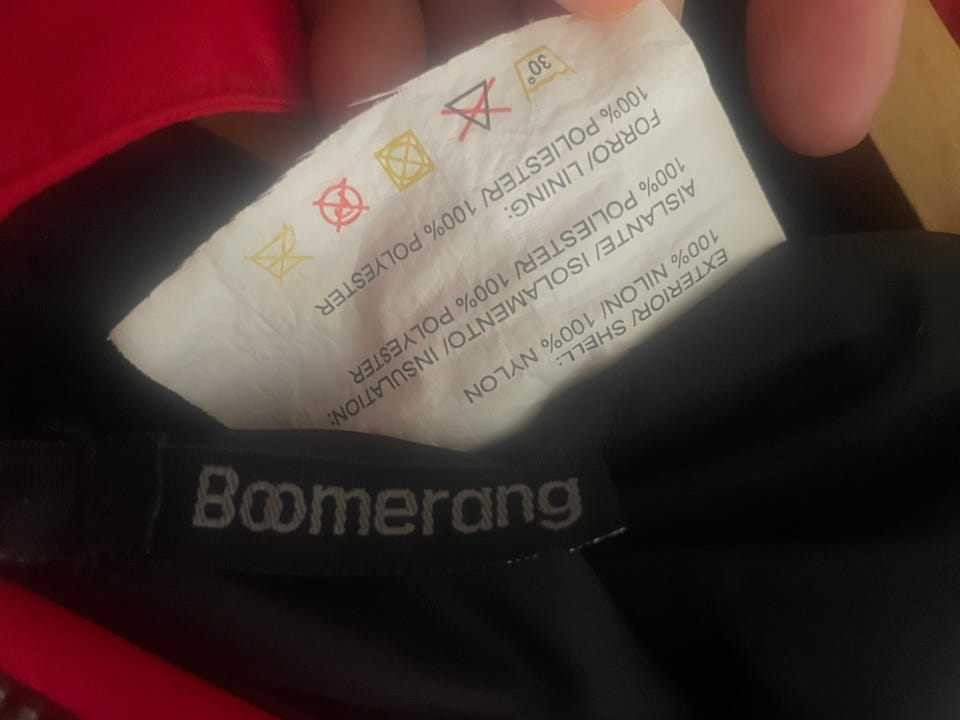 EXTERIOR/ SHELL:
100% NILON/ 100% NYLON
AISLANTE/ ISOLAMENTO/ INSULATION:
100% POLIESTER/ 100% POLYESTER
FORRO/ LINING:
100% POLIESTER/ 100% POLYESTER
30°
Boomerang